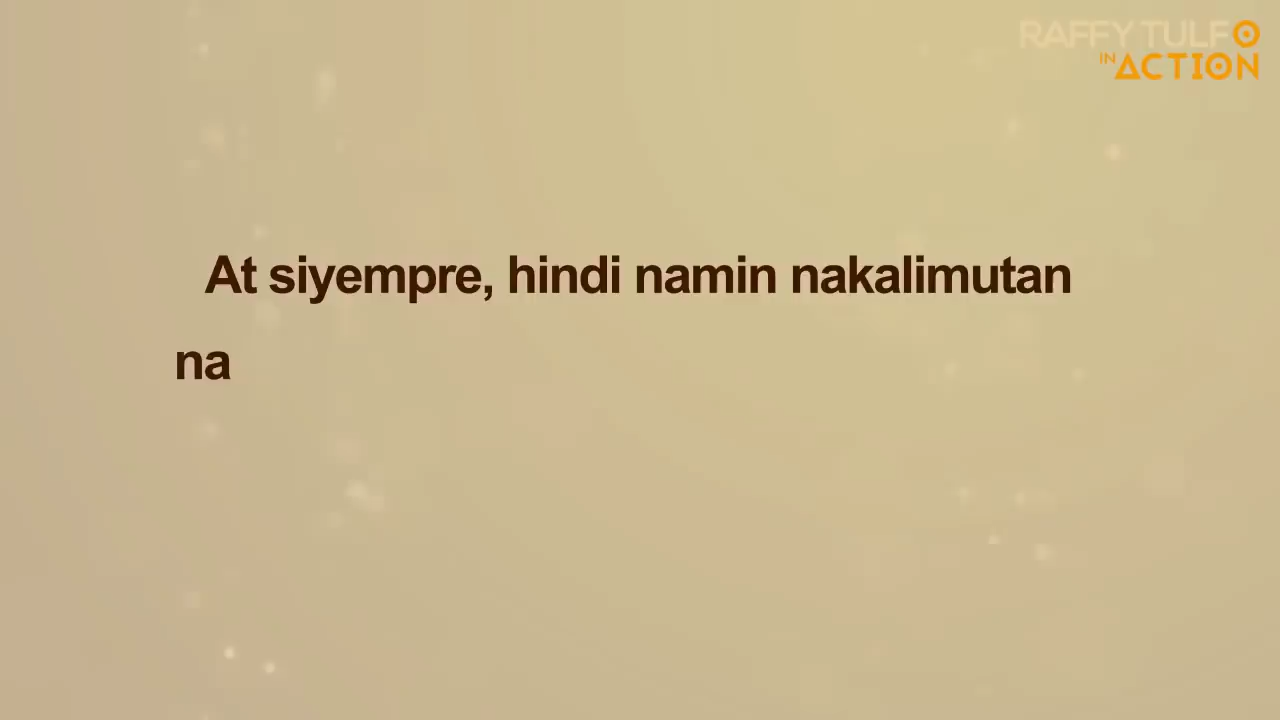 RAFFY TULFO
IN ACTION
At siyempre, hindi namin nakalimutan
na